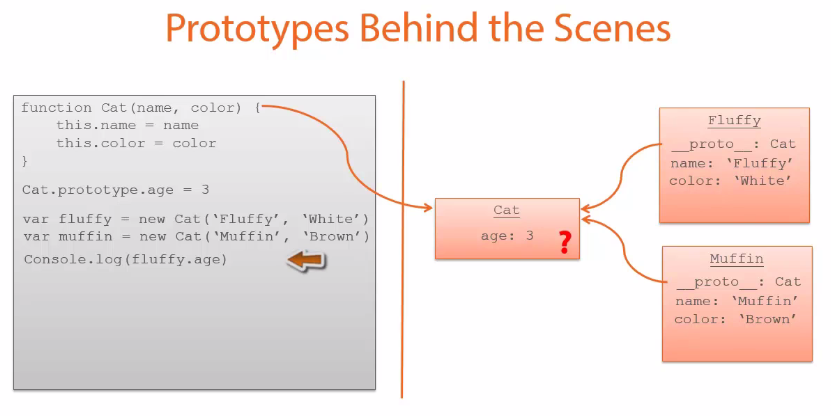 Prototypes Behind the Scenes
function Cat(name, color) {
this.name = name
this.color = color
}
Cat.prototype.age = 3
var fluffy = new Cat(‘Fluffy’, ‘White’)
var muffin = new Cat(‘Muffin’, ‘Brown’)
Console.log(fluffy.age)
Cat
age: 3
?
Fluffy
__proto__: Cat
name: ‘Fluffy’
color: ‘White’
Muffin
__proto__: Cat
name: ‘Muffin’
color: ‘Brown’